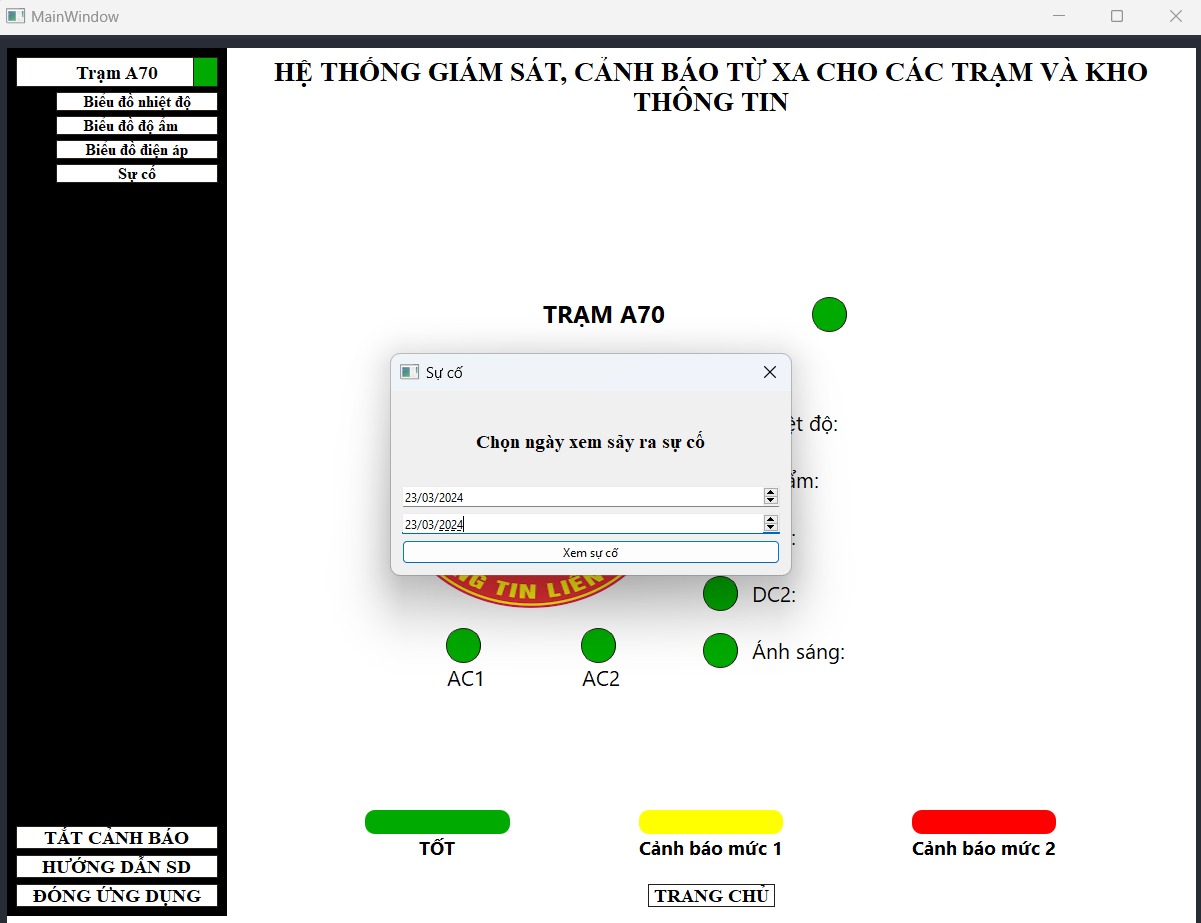 MainWindow
Trạm A70
Biểu đồ nhiệt độ
Biểu đồ độ ẩm
Biểu đồ điện áp
Sự cố
TẮT CẢNH BÁO
HƯỚNG DẪN SD
ĐÓNG ỨNG DỤNG
HỆ THỐNG GIÁM SÁT, CẢNH BÁO TỪ XA CHO CÁC TRẠM VÀ KHO
THÔNG TIN
TRẠM A70
Sự cố
Chọn ngày xem sảy ra sự cố
23/03/2024
23/03/2024
Xem sự cố
độ:
TIN
DC2:
Ánh sáng:
AC1
AC2
TỐT
Cảnh báo mức 1
Cảnh báo mức 2
TRANG CHỦ